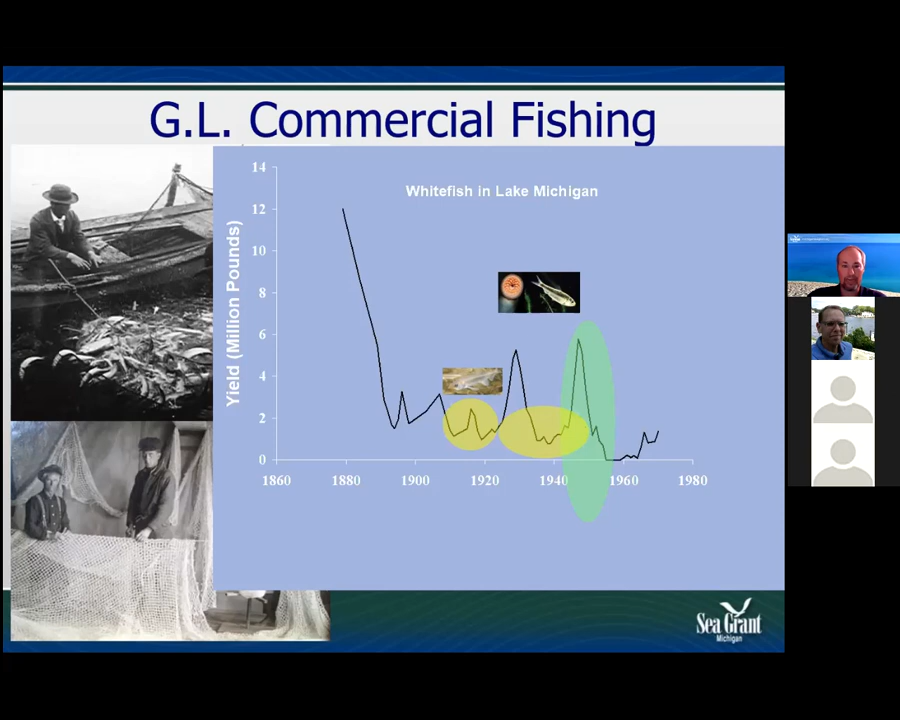 G.L. Commercial Fishing
Whitefish in Lake Michigan
Yield (Million Pounds)
14
12
10
8
6
4
2
0
1860 1880 1900 1920 1940 1960 1980
Sea Grant
Michigan